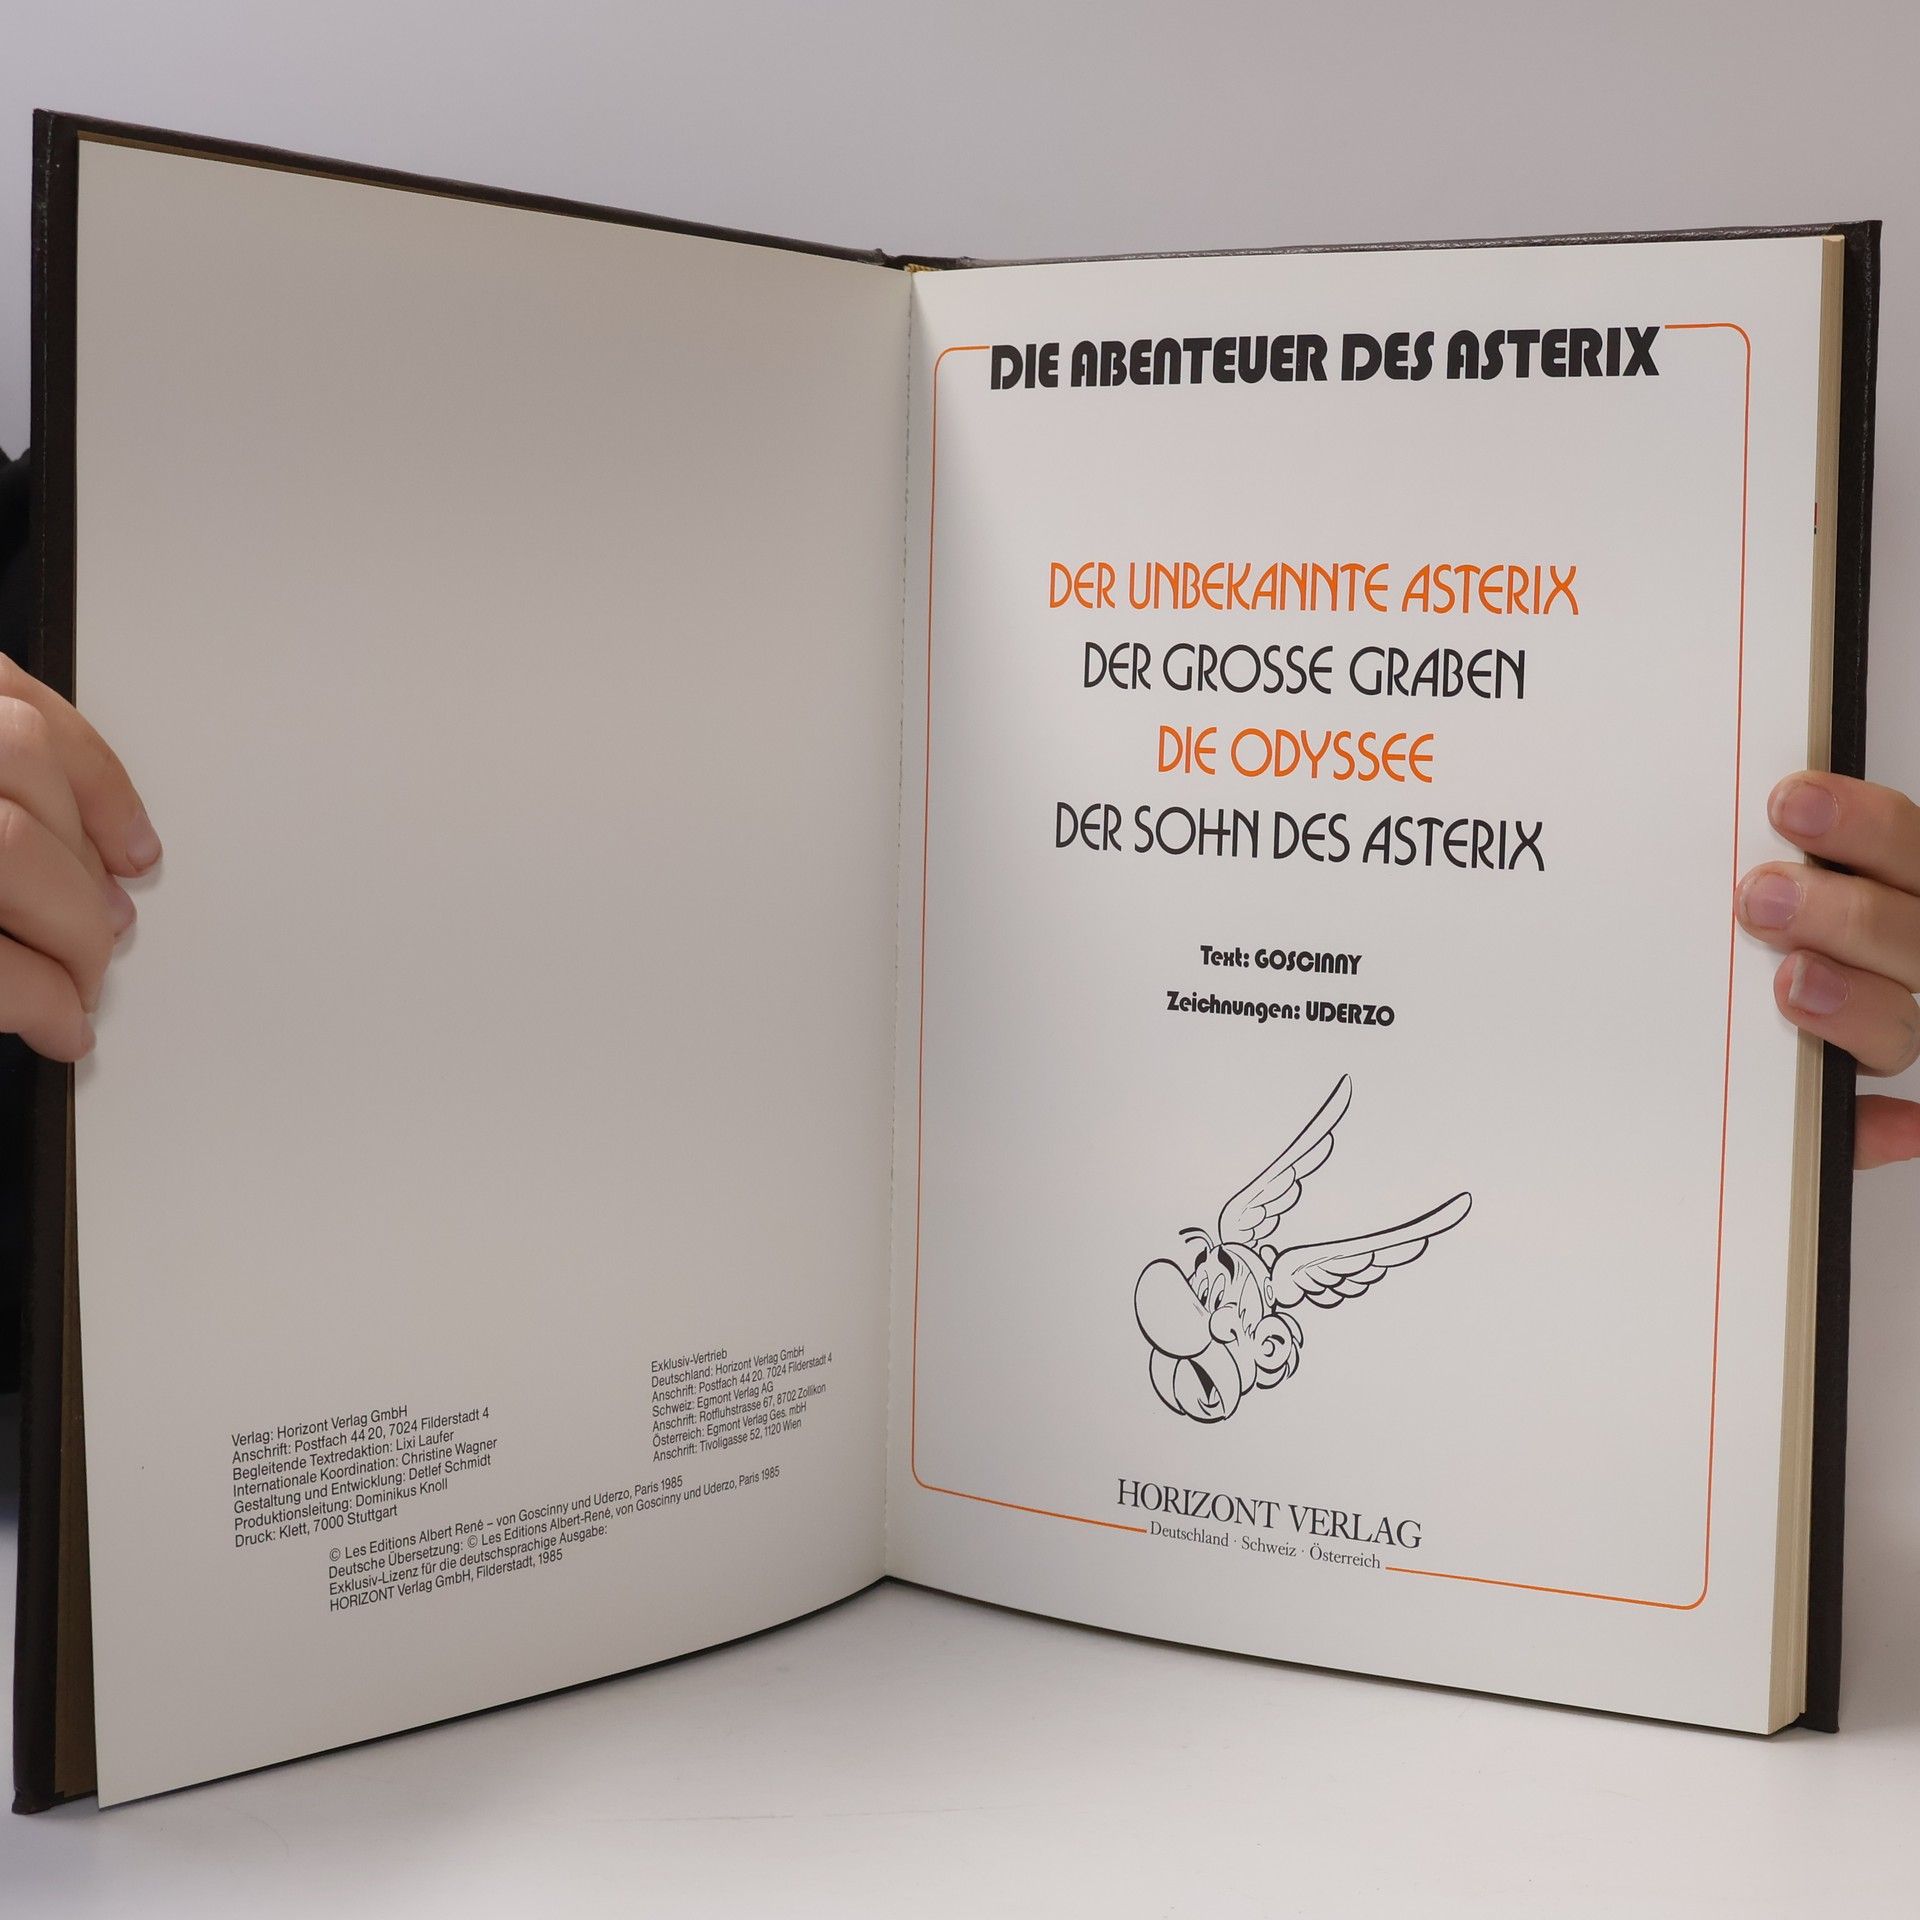 Verlag: Horizont Verlag GmbH
Anschrift: Postfach 44 20, 7024 Filderstadt 4
Begleitende Textredaktion: Lixi Laufer
Internationale Koordination: Christine Wagner
Gestaltung und Entwicklung: Detlef Schmidt
Produktionsleitung: Dominikus Knoll
Druck: Klett, 7000 Stuttgart
Exklusiv-Vertrieb
Deutschland: Horizont Verlag GmbH
Anschrift: Postfach 44 20. 7024 Filderstadt 4
Schweiz: Egmont Verlag AG
Anschrift: Rotfluhstrasse 67, 8702 Zollikon
Österreich: Egmont Verlag Ges. mbH
Anschrift: Tivoligasse 52, 1120 Wien
© Les Editions Albert René – von Goscinny und Uderzo, Paris 1985
Deutsche Übersetzung: © Les Editions Albert-René, von Goscinny und Uderzo, Paris 1985
Exklusiv-Lizenz für die deutschsprachige Ausgabe:
HORIZONT Verlag GmbH, Filderstadt, 1985
DIE ABENTEUER DES ASTERIX
DER UNBEKANNTE ASTERIX
DER GROSSE GRABEN
DIE ODYSSEE
DER SOHN DES ASTERIX
Text: GOSCINNY
Zeichnungen: UDERZO
HORIZONT VERLAG
Deutschland · Schweiz · Österreich